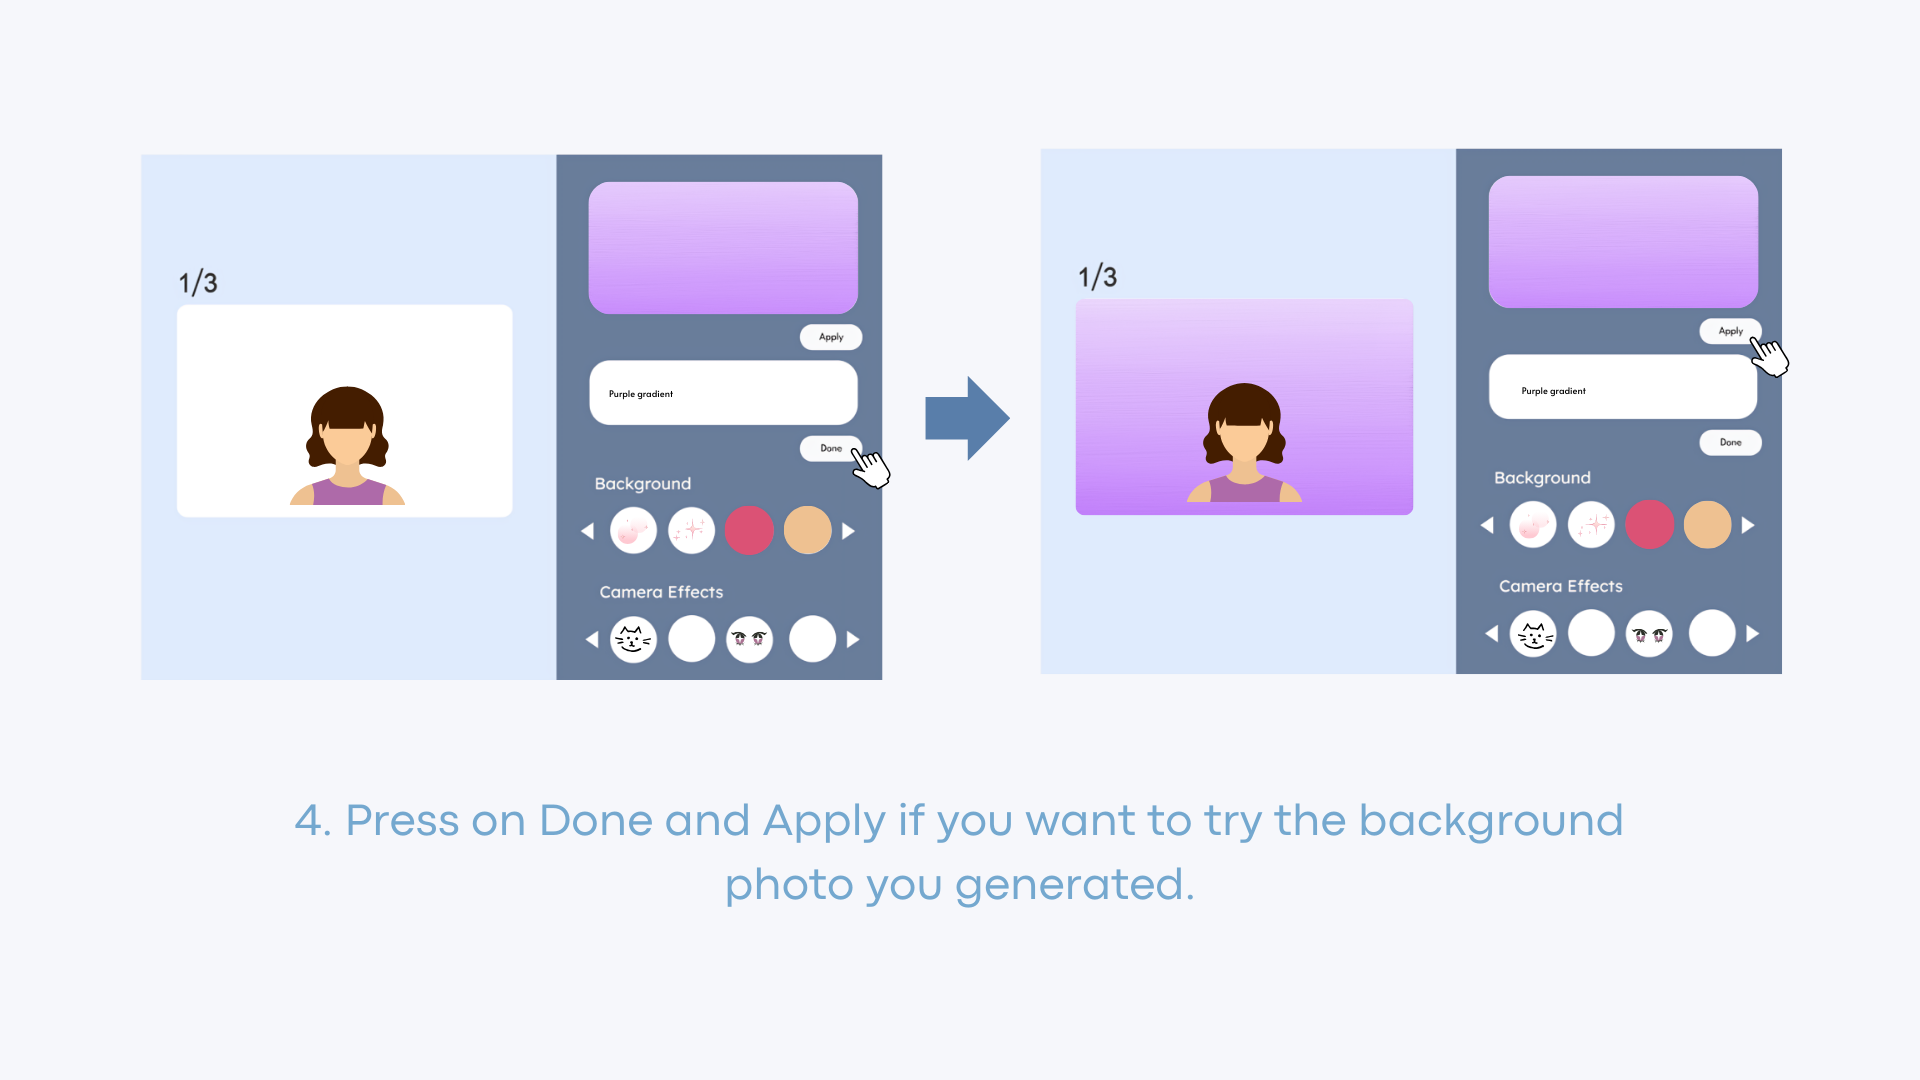 1/3
Apply
Purple gradient
Done
Background
Camera Effects
1/3
Apply
Purple gradient
Done
Background
Camera Effects
4. Press on Done and Apply if you want to try the background
photo you generated.